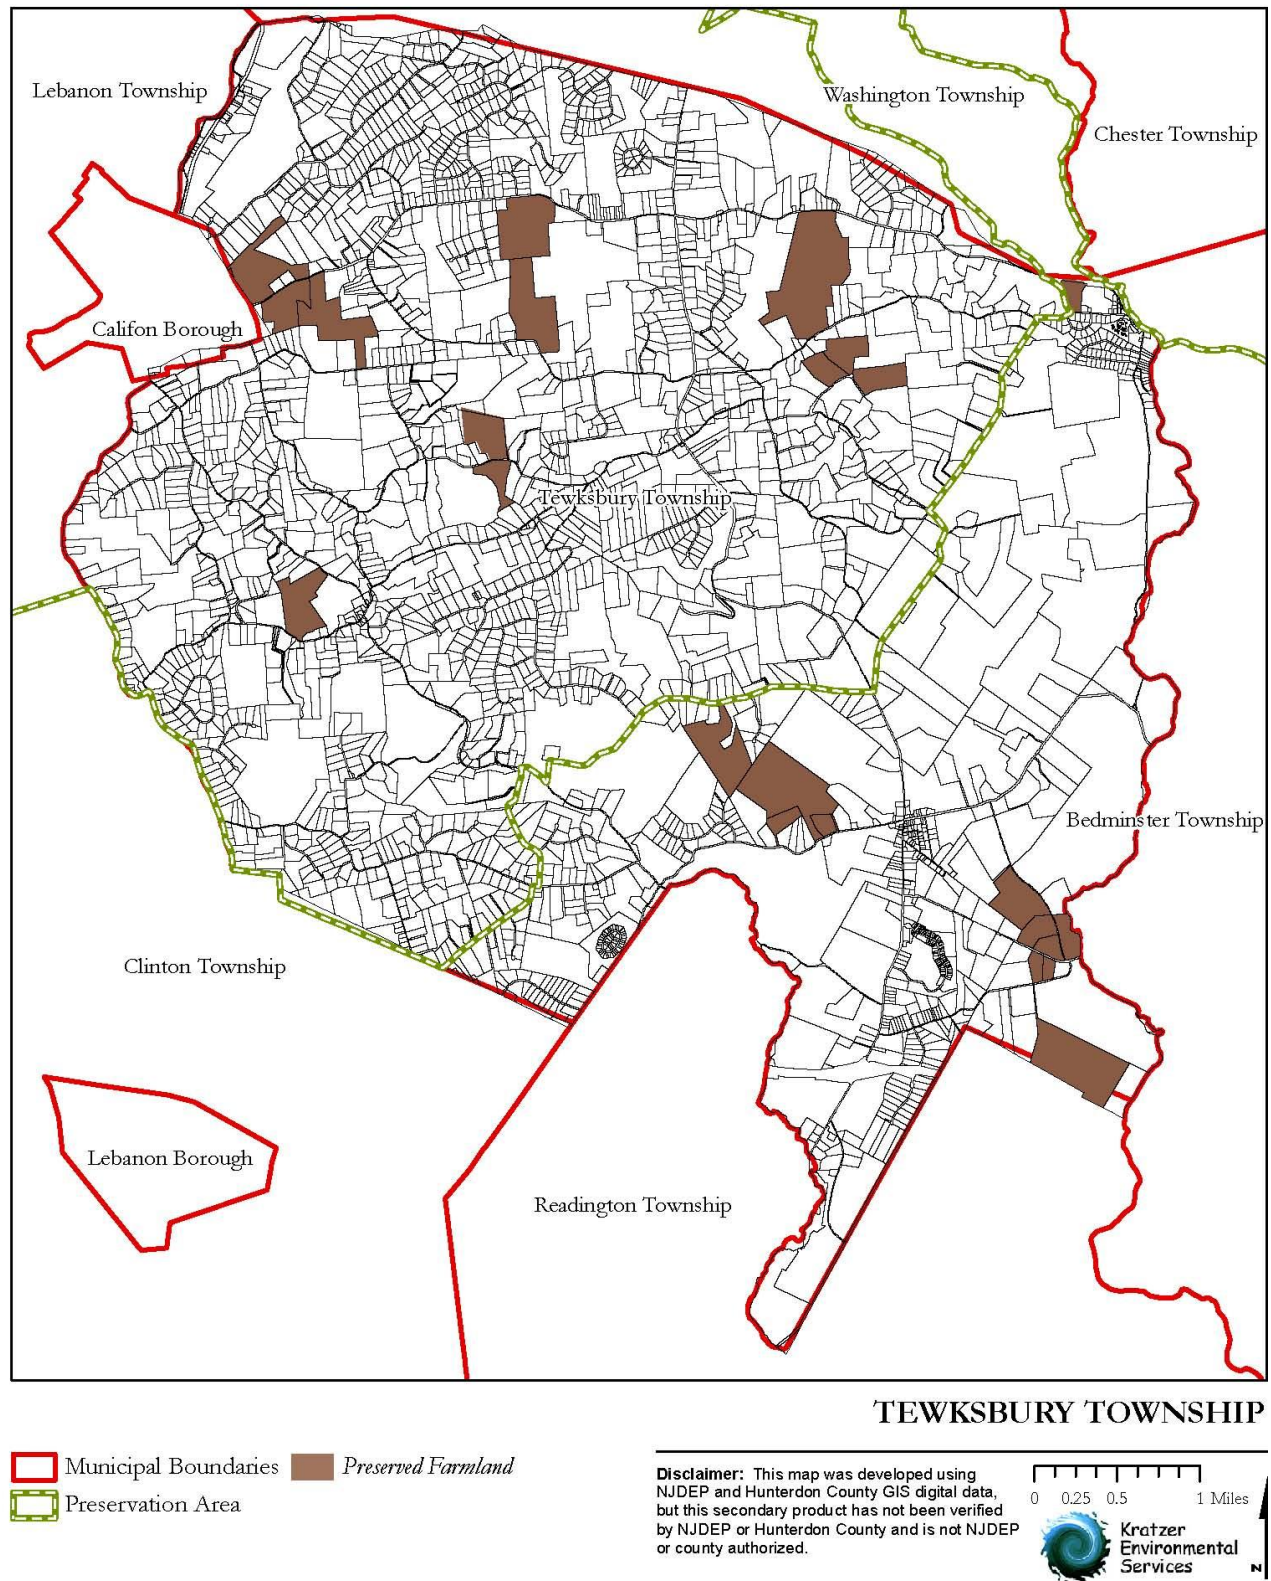 Lebanon Township
Washington Township
Chester Township
Califon Borough
Tewksbury Township
Bedminster Township
Clinton Township
Lebanon Borough
Readington Township
TEWKSBURY TOWNSHIP
Municipal Boundaries
Preserved Farmland
Preservation Area
Disclaimer: This map was developed using
NJDEP and Hunterdon County GIS digital data,
but this secondary product has not been verified
by NJDEP or Hunterdon County and is not NJDEP
or county authorized.
0 0.25 0.5 1 Miles
Kratzer
Environmental
Services
N